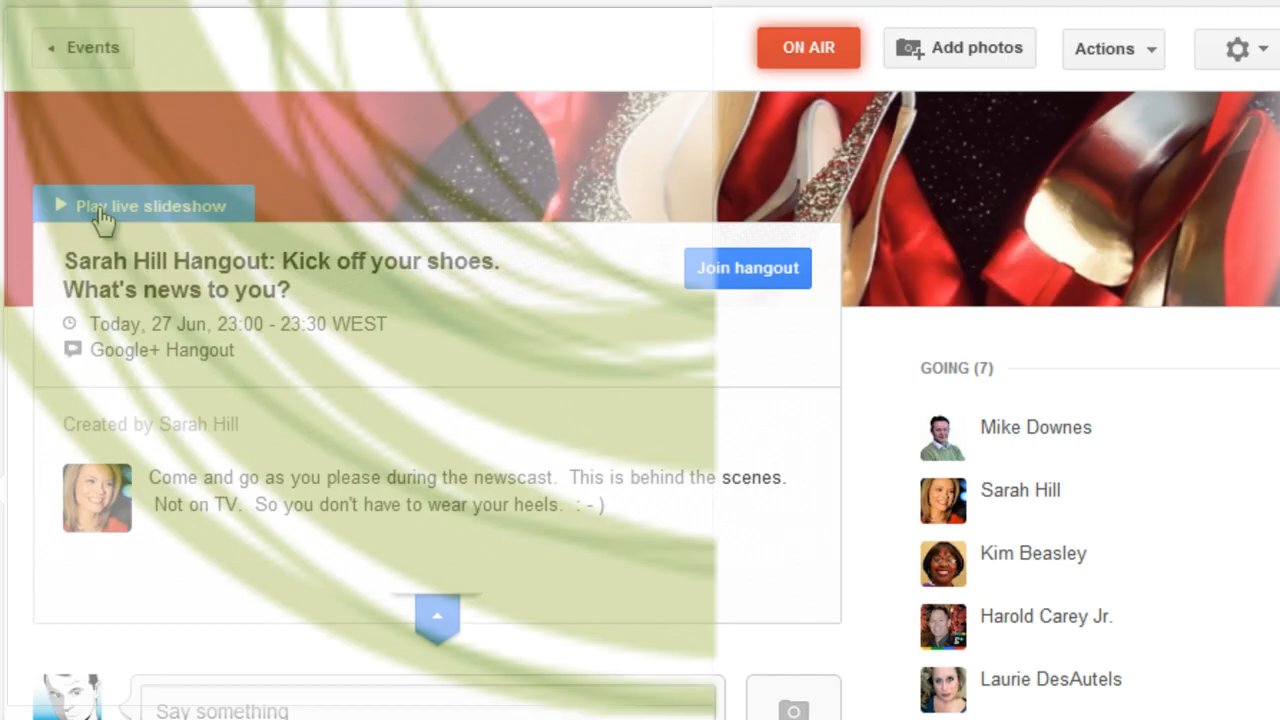 Events
ON AIR
Add photos
Actions
Play live slideshow
Sarah Hill Hangout: Kick off your shoes.
What's news to you?
Join hangout
Today, 27 Jun, 23:00 - 23:30 WEST
Google+ Hangout
Created by Sarah Hill
Come and go as you please during the newscast. This is behind the scenes.
Not on TV. So you don't have to wear your heels. : - )
Say something
GOING (7)
Mike Downes
Sarah Hill
Kim Beasley
Harold Carey Jr.
Laurie DesAutels